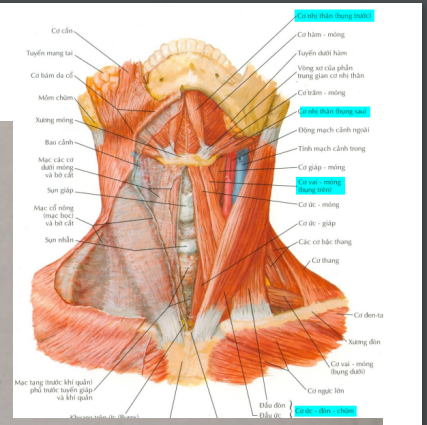 Cơ cắn
Tuyến mang tai
Cơ bám da cổ
Mỏm chũm
Xương móng
Bao cảnh
Mạc các cơ
dưới móng
và bờ cắt
Sụn giáp
Mạc cổ nông
(mạc bọc)
và bờ cắt
Sụn nhẫn
Mạc tạng (trước khí quản)
phủ trước tuyến giáp
và khí quản
Cơ nhị thân (bụng trước)
Cơ hàm - móng
Tuyến dưới hàm
Vòng xơ của phần
trung gian cơ nhị thân
Cơ trâm - móng
Cơ nhị thân (bụng sau)
Động mạch cảnh ngoài
Tĩnh mạch cảnh trong
Cơ giáp - móng
Cơ vai - móng
(bụng trên)
Cơ ức - móng
Cơ ức - giáp
Các cơ bậc thang
Cơ thang
Cơ đen-ta
Xương đòn
Cơ vai - móng
(bụng dưới)
Cơ ngực lớn
Đầu đòn
Đầu ức
Cơ ức - đòn - chũm